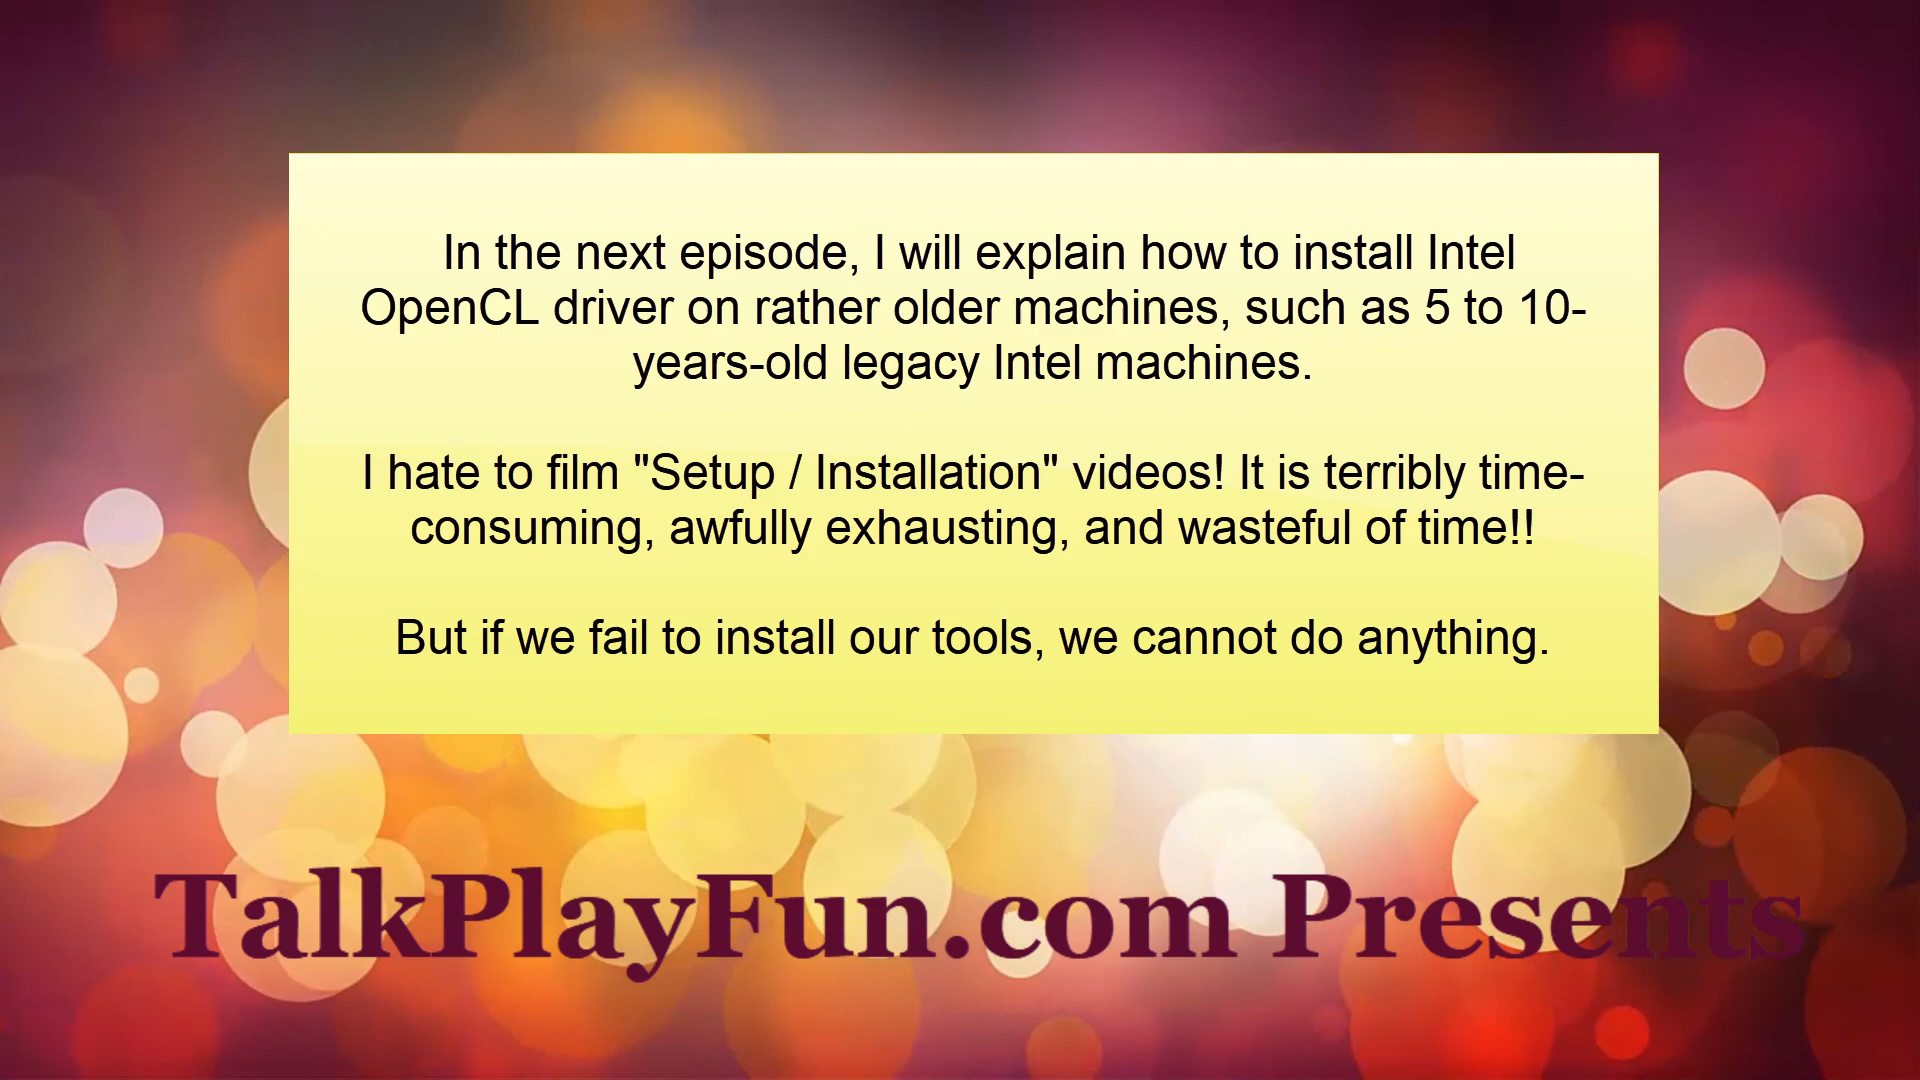 In the next episode, I will explain how to install Intel
OpenCL driver on rather older machines, such as 5 to 10-
years-old legacy Intel machines.
I hate to film "Setup / Installation" videos! It is terribly time-
consuming, awfully exhausting, and wasteful of time!!
But if we fail to install our tools, we cannot do anything.
TalkPlayFun.com Presents